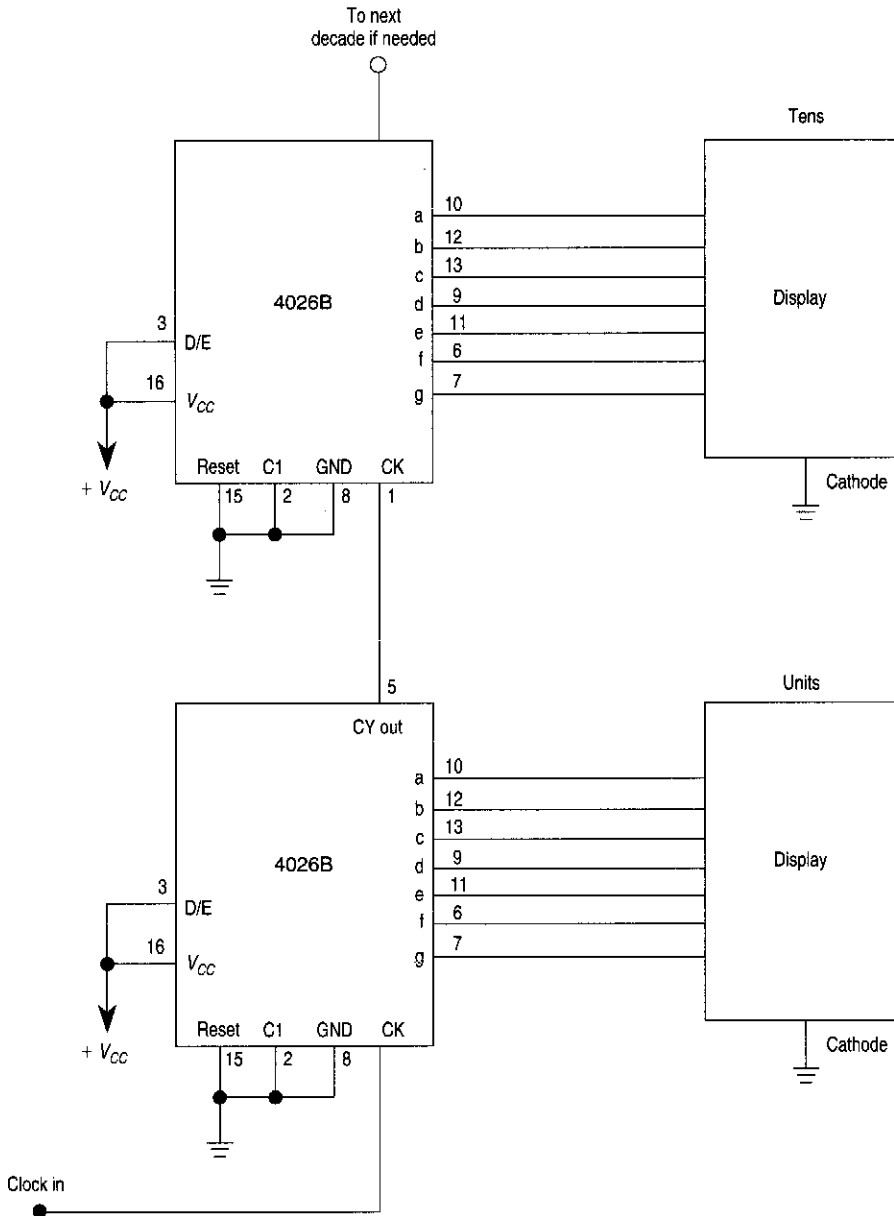 To next
decade if needed
Tens
a 10
b 12
c 13
4026B
d 9
Display
3
D/E
e 11
f 6
16
V_CC
g 7
Reset C1 GND CK
Cathode
+ V_CC
15 2 8 1
5
Units
CY out
a 10
b 12
c 13
4026B
d 9
Display
3
D/E
e 11
f 6
16
V_CC
g 7
Reset C1 GND CK
Cathode
+ V_CC
15 2 8
Clock in